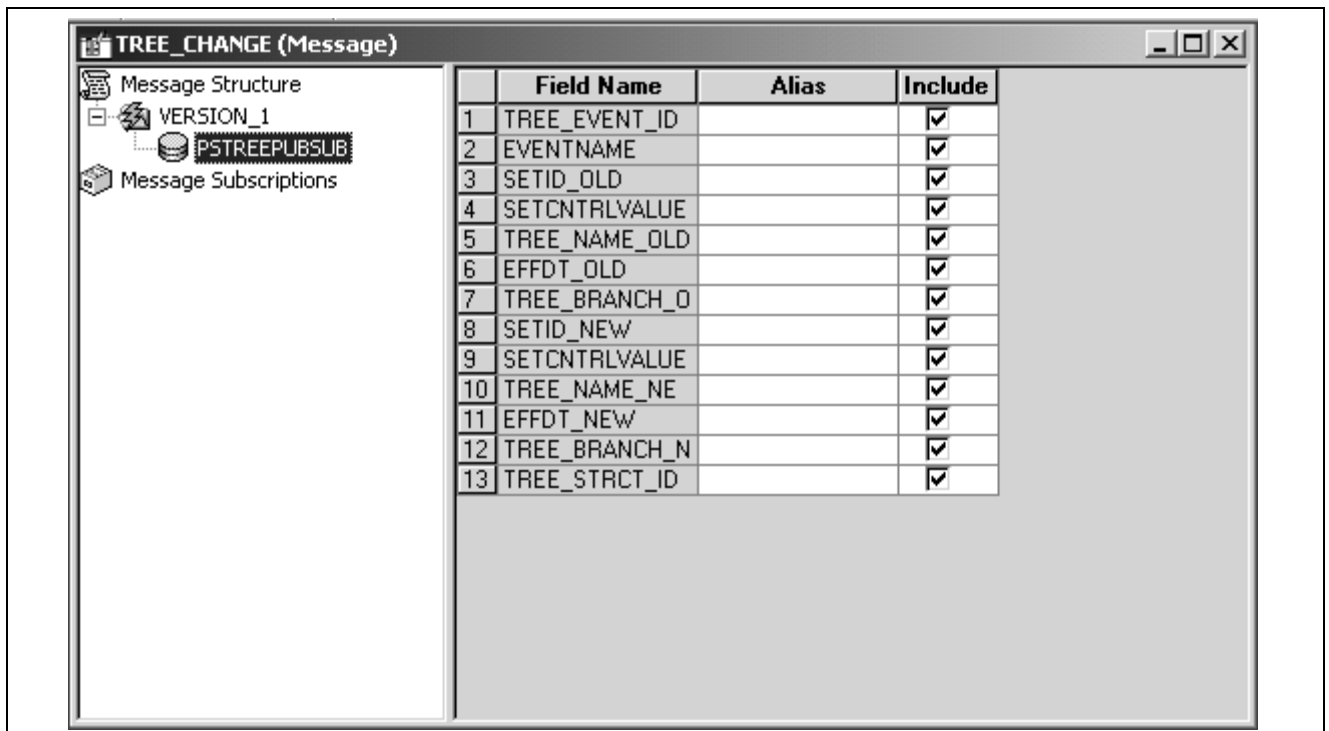 TREE_CHANGE (Message)
Message Structure
VERSION_1
PSTREEPUBSUB
Message Subscriptions
Field Name Alias Include
1 TREE_EVENT_ID
2 EVENTNAME
3 SETID_OLD
4 SETCNTRLVALUE
5 TREE_NAME_OLD
6 EFFDT_OLD
7 TREE_BRANCH_O
8 SETID_NEW
9 SETCNTRLVALUE
10 TREE_NAME_NE
11 EFFDT_NEW
12 TREE_BRANCH_N
13 TREE_STRCT_ID